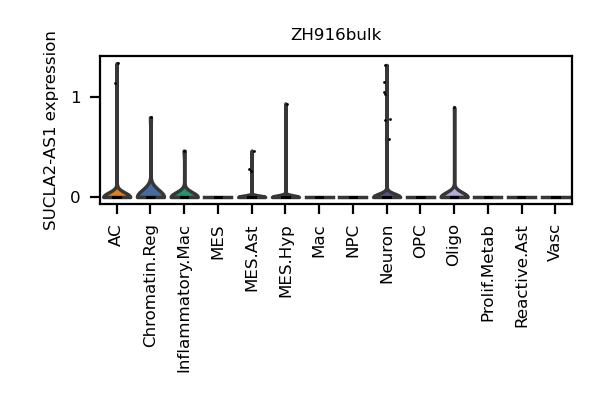 ZH916bulk
SUCLA2-AS1 expression
1
0
AC
Chromatin.Reg
Inflammatory.Mac
MES
MES.Ast
MES.Hyp
Mac
NPC
Neuron
OPC
Oligo
Prolif.Metab
Reactive.Ast
Vasc